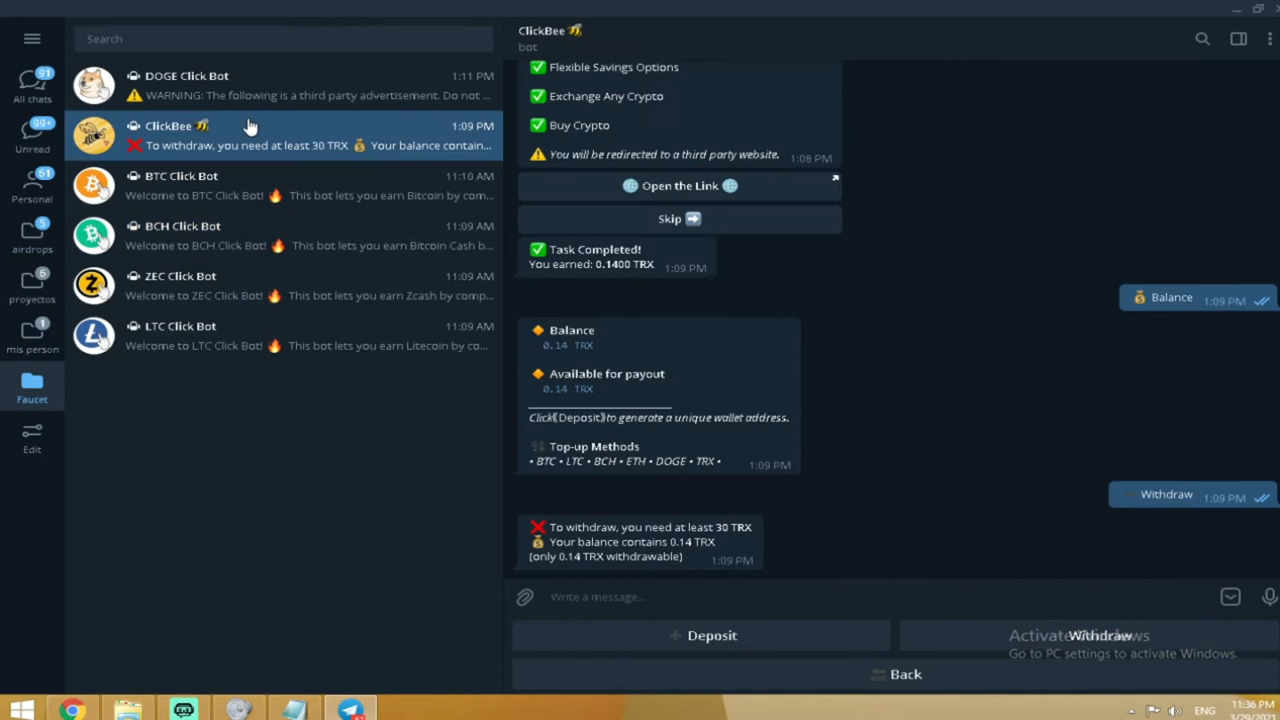 Search
ClickBee
bot
91
All chats
99+
Unread
61
Personal
5
airdrops
6
proyectos
1
mis person
Faucet
Edit
DOGE Click Bot 1:11 PM
WARNING: The following is a third party advertisement. Do not ...
ClickBee 1:09 PM
To withdraw, you need at least 30 TRX 💰 Your balance contain...
BTC Click Bot 11:10 AM
Welcome to BTC Click Bot! 🔥 This bot lets you earn Bitcoin by com...
BCH Click Bot 11:09 AM
Welcome to BCH Click Bot! 🔥 This bot lets you earn Bitcoin Cash b...
ZEC Click Bot 11:09 AM
Welcome to ZEC Click Bot! 🔥 This bot lets you earn Zcash by comp...
LTC Click Bot 11:09 AM
Welcome to LTC Click Bot! 🔥 This bot lets you earn Litecoin by co...
Flexible Savings Options
Exchange Any Crypto
Buy Crypto
You will be redirected to a third party website. 1:08 PM
Open the Link
Skip
Task Completed!
You earned: 0.1400 TRX 1:09 PM
Balance 1:09 PM
Balance
0.14 TRX
Available for payout
0.14 TRX
Click [Deposit] to generate a unique wallet address.
Top-up Methods
• BTC • LTC • BCH • ETH • DOGE • TRX • 1:09 PM
Withdraw 1:09 PM
To withdraw, you need at least 30 TRX
Your balance contains 0.14 TRX
(only 0.14 TRX withdrawable) 1:09 PM
Write a message...
+ Deposit
Withdraw
Back
Activate Windows
Go to PC settings to activate Windows.
ENG
11:36 PM
3/29/2021